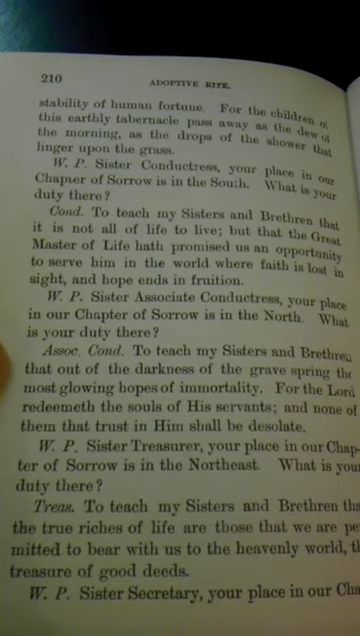 210
ADOPTIVE RITE.
stability of human fortune. For the children of
this earthly tabernacle pass away as the dew of
the morning, as the drops of the shower that
linger upon the grass.
W. P. Sister Conductress, your place in our
Chapter of Sorrow is in the South. What is your
duty there?
Cond. To teach my Sisters and Brethren that
it is not all of life to live; but that the Great
Master of Life hath promised us an opportunity
to serve him in the world where faith is lost in
sight, and hope ends in fruition.
W. P. Sister Associate Conductress, your place
in our Chapter of Sorrow is in the North. What
is your duty there?
Assoc. Cond. To teach my Sisters and Brethren
that out of the darkness of the grave spring the
most glowing hopes of immortality. For the Lord
redeemeth the souls of His servants; and none of
them that trust in Him shall be desolate.
W. P. Sister Treasurer, your place in our Chap-
ter of Sorrow is in the Northeast. What is your
duty there?
Treas. To teach my Sisters and Brethren tha
the true riches of life are those that we are pe
mitted to bear with us to the heavenly world, t
treasure of good deeds.
W. P. Sister Secretary, your place in our Cha